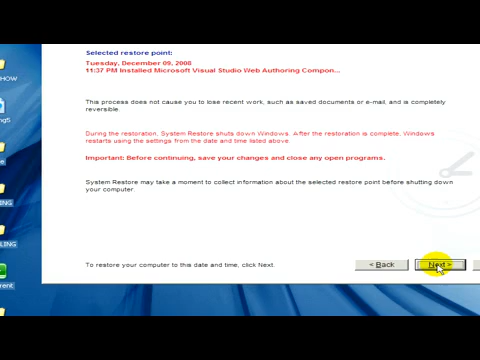 Selected restore point:
Tuesday, December 09, 2008
11:37 PM Installed Microsoft Visual Studio Web Authoring Compon...
This process does not cause you to lose recent work, such as saved documents or e-mail, and is completely
reversible.
During the restoration, System Restore shuts down Windows. After the restoration is complete, Windows
restarts using the settings from the date and time listed above
Important: Before continuing, save your changes and close any open programs.
System Restore may take a moment to collect information about the selected restore point before shutting down
your computer.
To restore your computer to this date and time, click Next.
< Back
Next >
HOW
ng5
e
ING
LING
rent